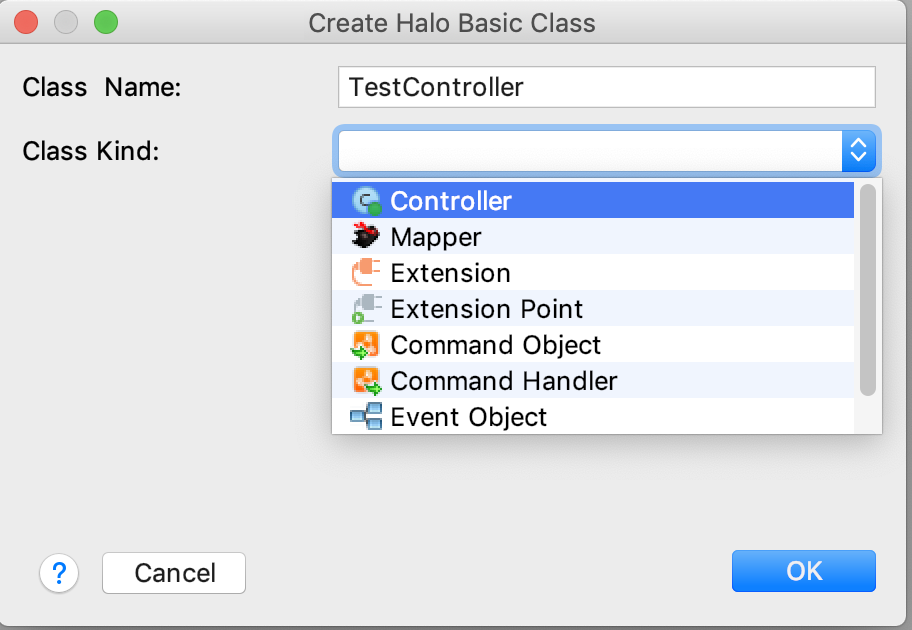 Create Halo Basic Class
Class Name: TestController
Class Kind:
Controller
Mapper
Extension
Extension Point
Command Object
Command Handler
Event Object
? Cancel OK